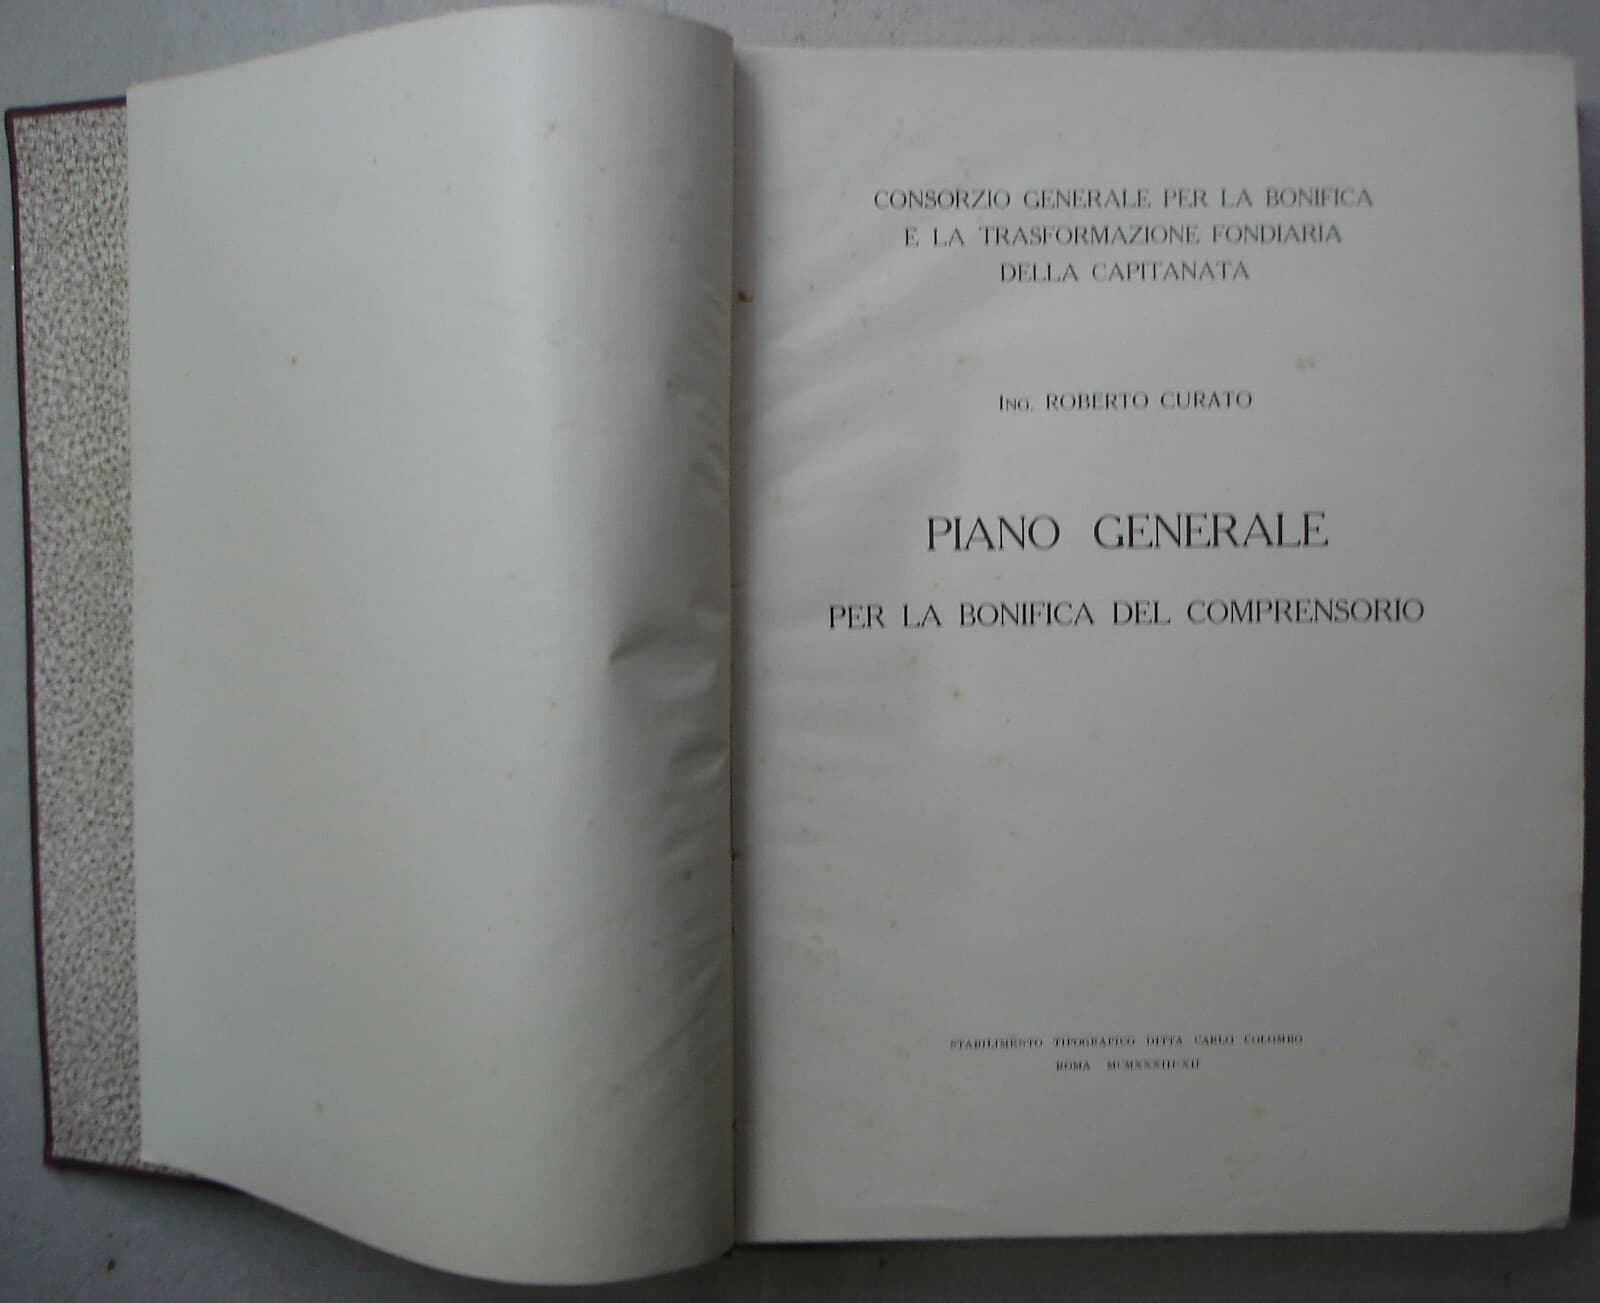 CONSORZIO GENERALE PER LA BONIFICA
E LA TRASFORMAZIONE FONDIARIA
DELLA CAPITANATA
ING. ROBERTO CURATO
PIANO GENERALE
PER LA BONIFICA DEL COMPRENSORIO
STABILIMENTO TIPOGRAFICO DITTA CARLO COLOMBO
ROMA MCMXXXIII-XII